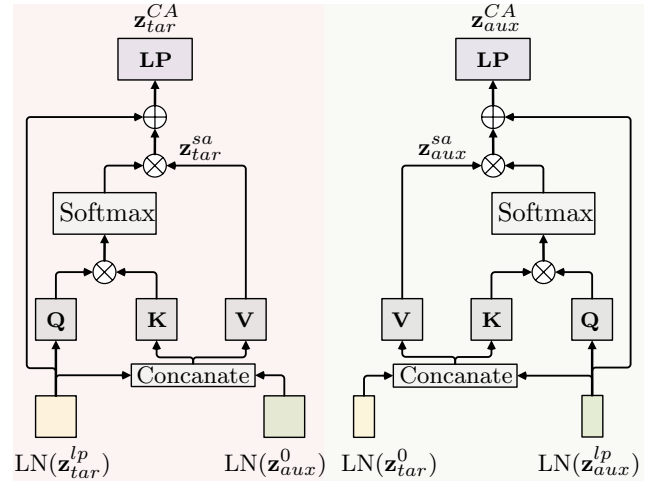 z_{tar}^{CA} z_{aux}^{CA}
LP LP
z_{tar}^{sa} z_{aux}^{sa}
Softmax Softmax
Q K V V K Q
Concanate Concanate
LN(z_{tar}^{lp}) LN(z_{aux}^{0}) LN(z_{tar}^{0}) LN(z_{aux}^{lp})